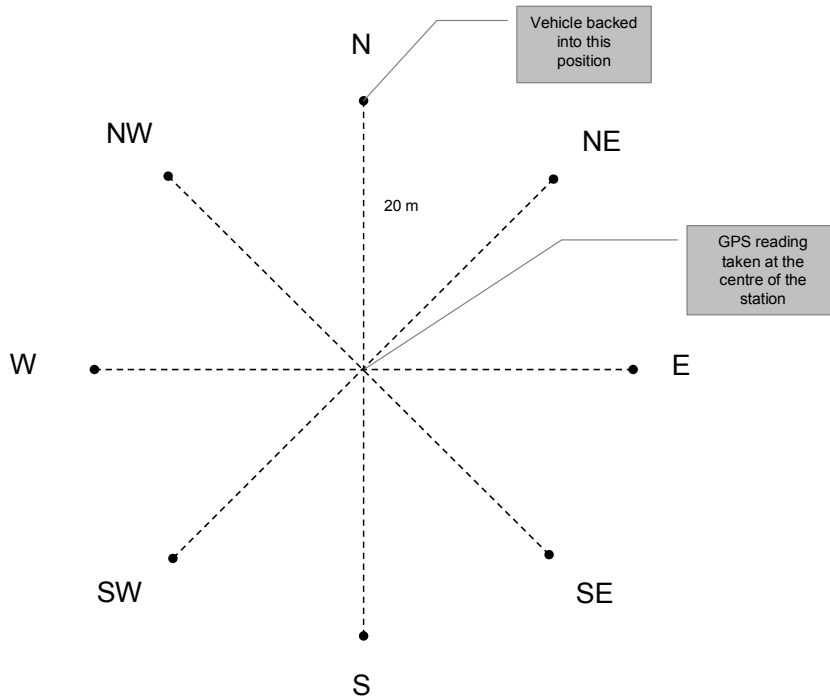 N
Vehicle backed
into this
position
NW
NE
20 m
GPS reading
taken at the
centre of the
station
W
E
SW
SE
S